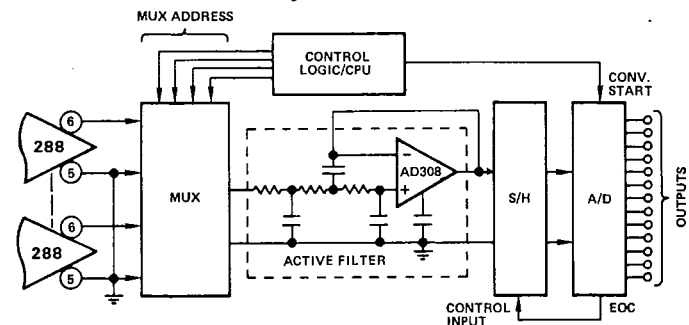 MUX ADDRESS
CONTROL
LOGIC/CPU
CONV.
START
6
288
5
MUX
AD308
−
+
S/H
A/D
OUTPUTS
6
288
5
ACTIVE FILTER
CONTROL
INPUT
EOC